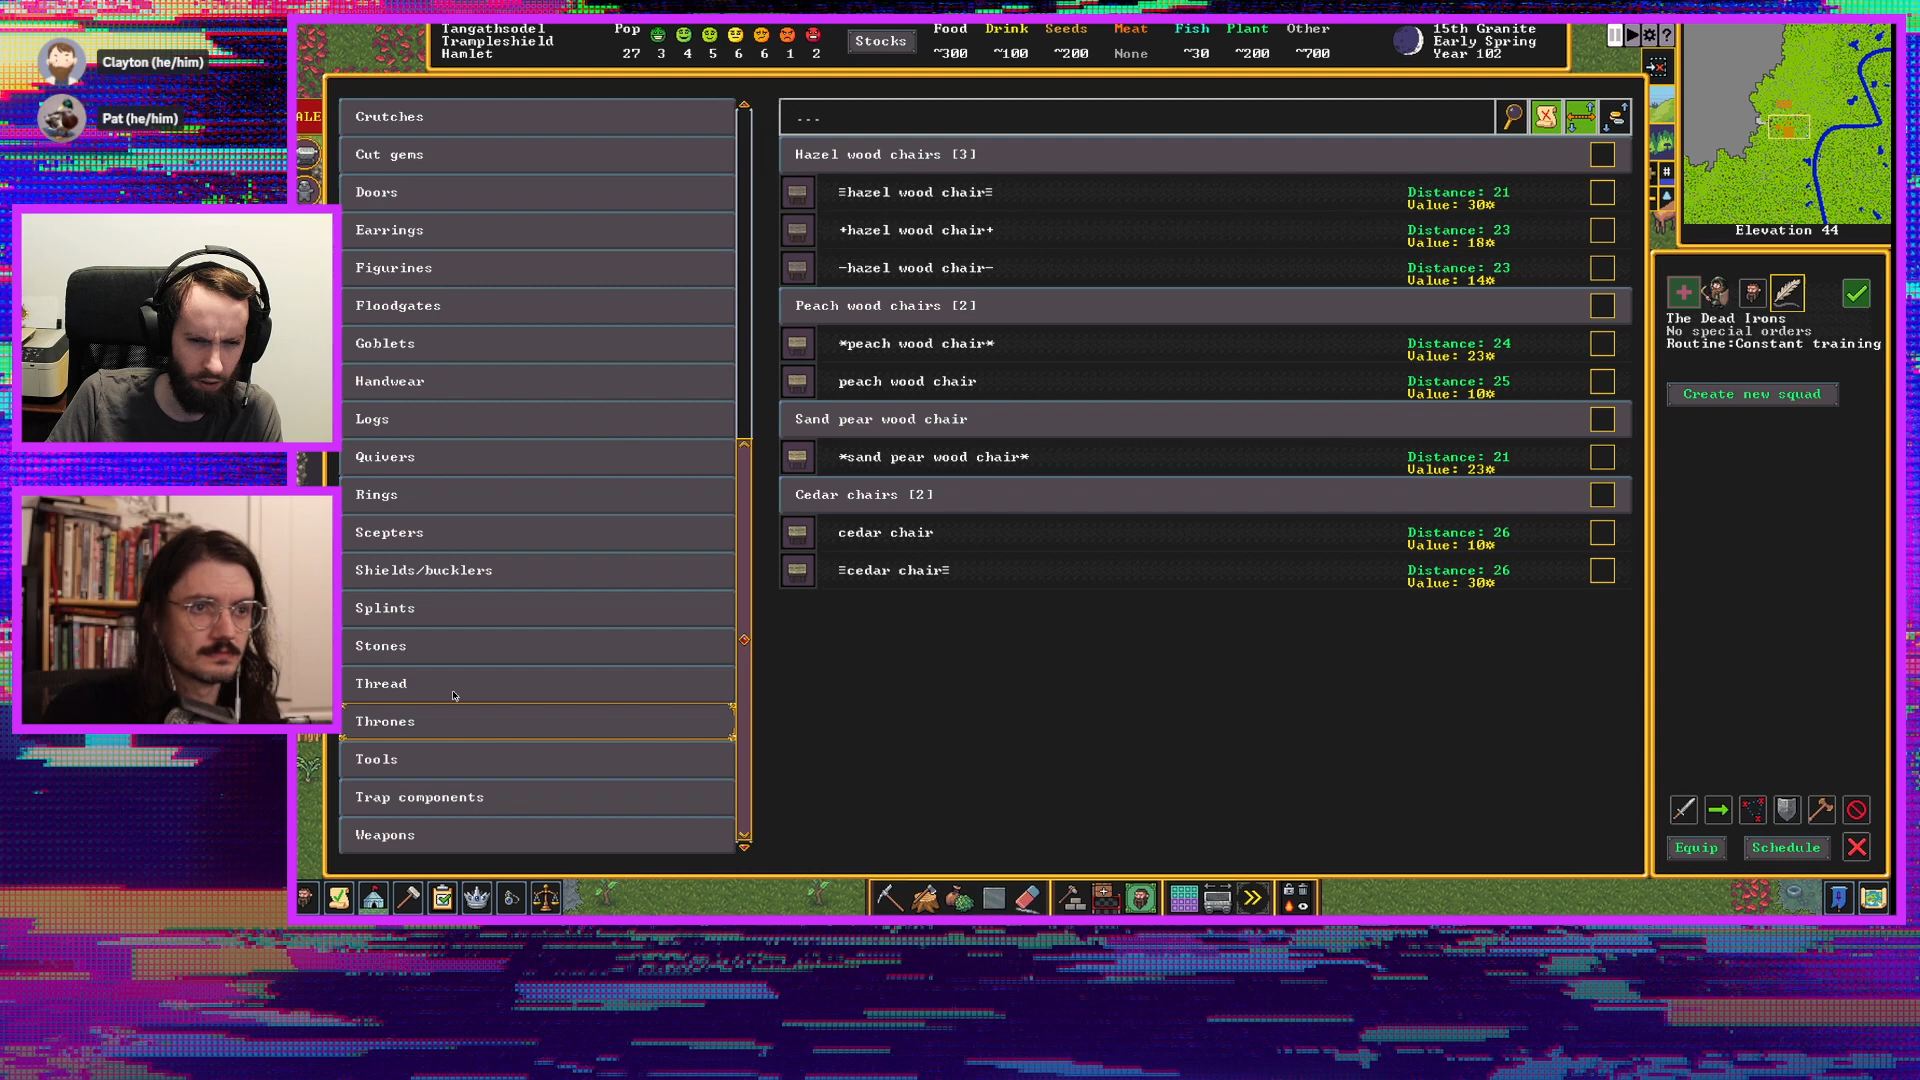 Clayton (he/him)
Pat (he/him)
Tangathsodel
Trampleshield
Hamlet
Pop
27 3 4 5 6 6 1 2
Stocks
Food Drink Seeds Meat Fish Plant Other
~300 ~100 ~200 None ~30 ~200 ~700
15th Granite
Early Spring
Year 102
Elevation 44
ALE
Crutches
Cut gems
Doors
Earrings
Figurines
Floodgates
Goblets
Handwear
Logs
Quivers
Rings
Scepters
Shields/bucklers
Splints
Stones
Thread
Thrones
Tools
Trap components
Weapons
...
Hazel wood chairs [3]
≡hazel wood chair≡
Distance: 21
Value: 30☼
+hazel wood chair+
Distance: 23
Value: 18☼
-hazel wood chair-
Distance: 23
Value: 14☼
Peach wood chairs [2]
*peach wood chair*
Distance: 24
Value: 23☼
peach wood chair
Distance: 25
Value: 10☼
Sand pear wood chair
*sand pear wood chair*
Distance: 21
Value: 23☼
Cedar chairs [2]
cedar chair
Distance: 26
Value: 10☼
≡cedar chair≡
Distance: 26
Value: 30☼
The Dead Irons
No special orders
Routine:Constant training
Create new squad
Equip
Schedule